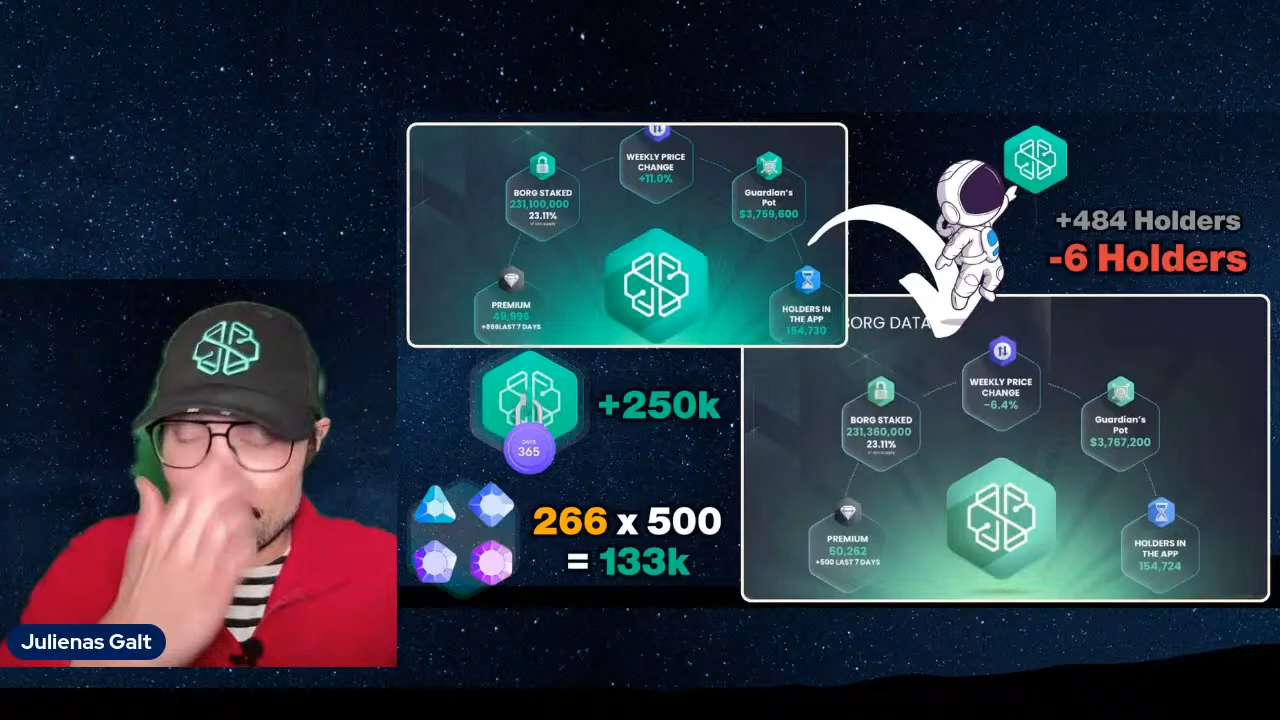 WEEKLY PRICE
CHANGE
+11.0%
BORG STAKED
231,100,000
23.11%
Guardian's
Pot
$3,759,600
PREMIUM
49,996
+866 LAST 7 DAYS
HOLDERS IN
THE APP
154,730
+484 Holders
-6 Holders
BORG DATA
WEEKLY PRICE
CHANGE
-6.4%
BORG STAKED
231,360,000
23.11%
Guardian's
Pot
$3,767,200
PREMIUM
50,262
+500 LAST 7 DAYS
HOLDERS IN
THE APP
154,724
+250k
DAYS
365
266 x 500
= 133k
Julienas Galt